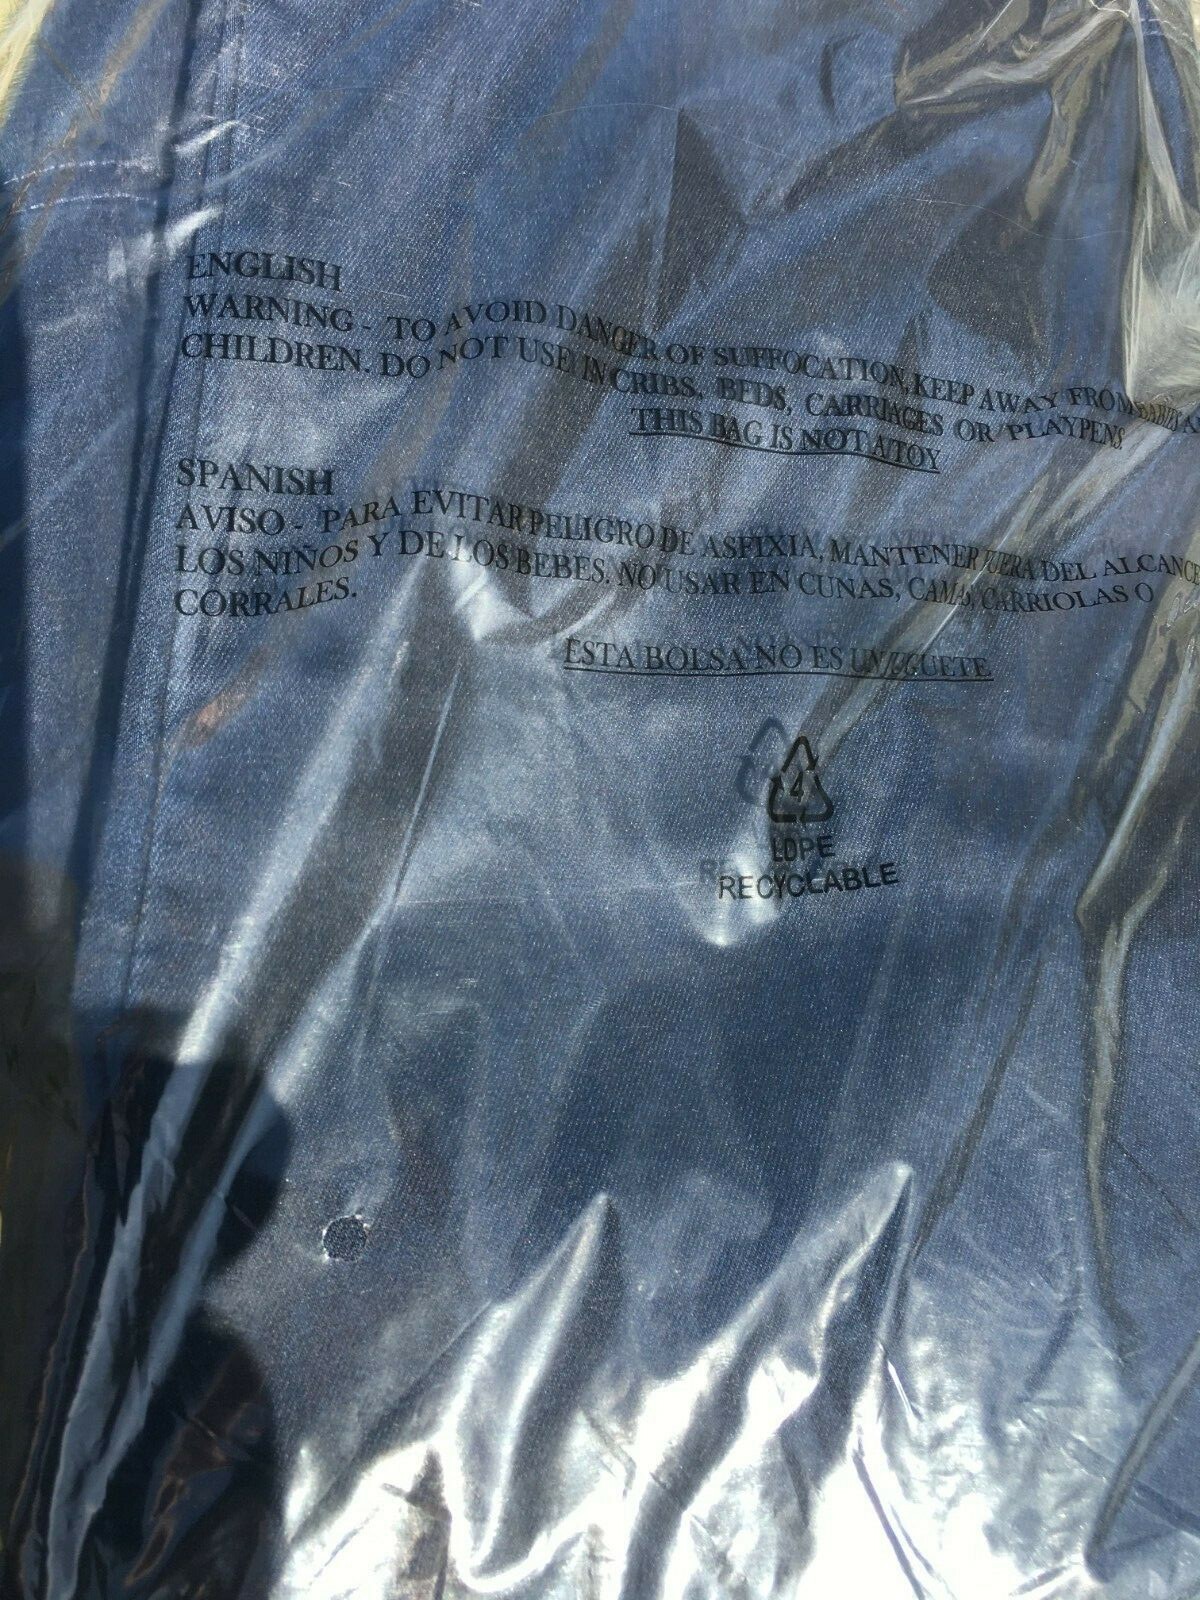 ENGLISH
WARNING - TO AVOID DANGER OF SUFFOCATION, KEEP AWAY FROM BABIES
CHILDREN. DO NOT USE IN CRIBS, BEDS, CARRIAGES OR PLAYPENS.
THIS BAG IS NOT A TOY
SPANISH
AVISO - PARA EVITAR PELIGRO DE ASFIXIA, MANTENER FUERA DEL ALCANCE
LOS NIÑOS Y DE LOS BEBES. NO USAR EN CUNAS, CAMAS, CARRIOLAS O
CORRALES.
ESTA BOLSA NO ES UN JUGUETE
4
LDPE
RECYCLABLE